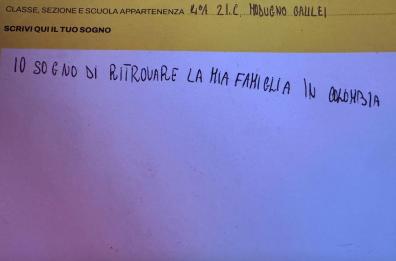 CLASSE, SEZIONE E SCUOLA APPARTENENZA 4°A 2I.C. MODUGNO GALILEI
SCRIVI QUI IL TUO SOGNO
IO SOGNO DI RITROVARE LA MIA FAMIGLIA IN COLOMBIA